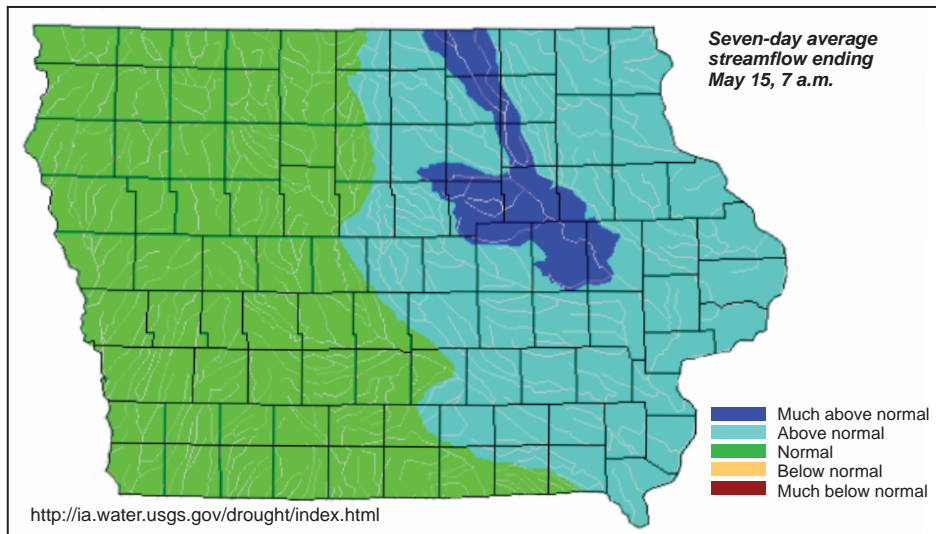 Seven-day average
streamflow ending
May 15, 7 a.m.
Much above normal
Above normal
Normal
Below normal
Much below normal
http://ia.water.usgs.gov/drought/index.html